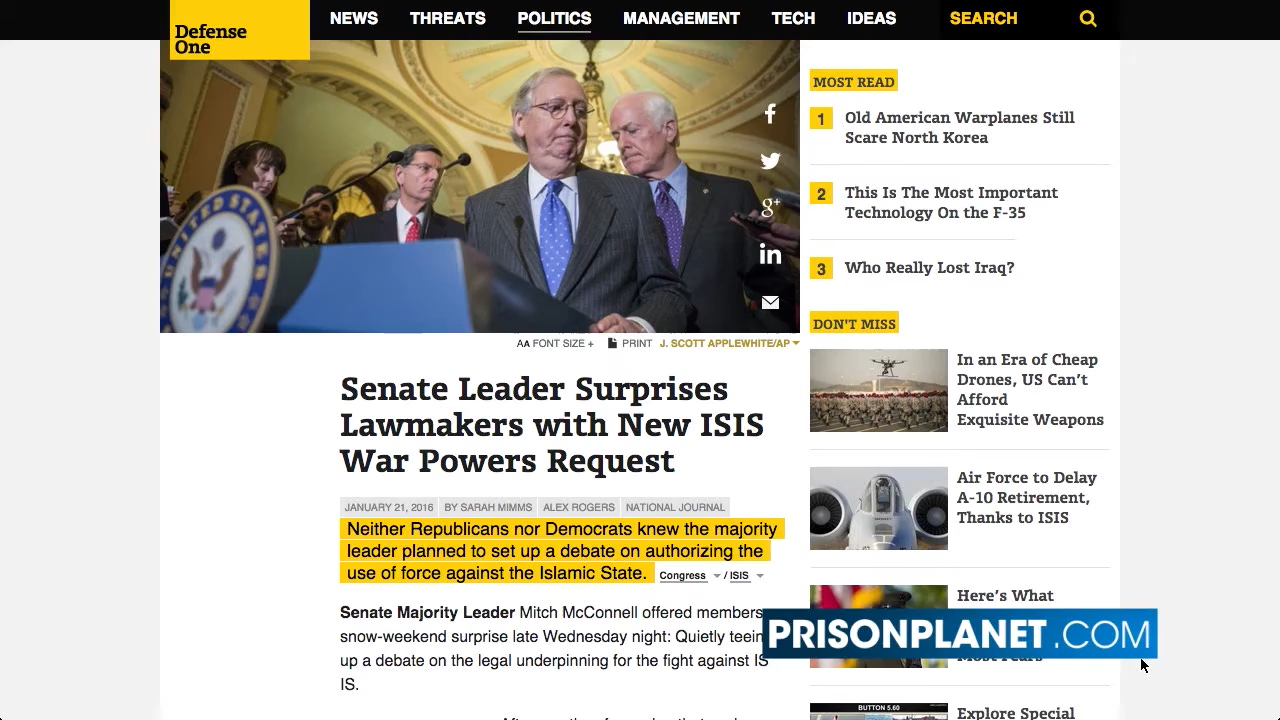 Defense
One
NEWS THREATS POLITICS MANAGEMENT TECH IDEAS SEARCH
UNITED STATES
AA FONT SIZE + PRINT J. SCOTT APPLEWHITE/AP
Senate Leader Surprises
Lawmakers with New ISIS
War Powers Request
JANUARY 21, 2016 BY SARAH MIMMS ALEX ROGERS NATIONAL JOURNAL
Neither Republicans nor Democrats knew the majority
leader planned to set up a debate on authorizing the
use of force against the Islamic State. Congress / ISIS
Senate Majority Leader Mitch McConnell offered members
snow-weekend surprise late Wednesday night: Quietly teein
up a debate on the legal underpinning for the fight against IS
IS.
MOST READ
1 Old American Warplanes Still
Scare North Korea
2 This Is The Most Important
Technology On the F-35
3 Who Really Lost Iraq?
DON'T MISS
In an Era of Cheap
Drones, US Can't
Afford
Exquisite Weapons
Air Force to Delay
A-10 Retirement,
Thanks to ISIS
Here's What
PRISONPLANET.COM
BUTTON 5.60
Explore Special